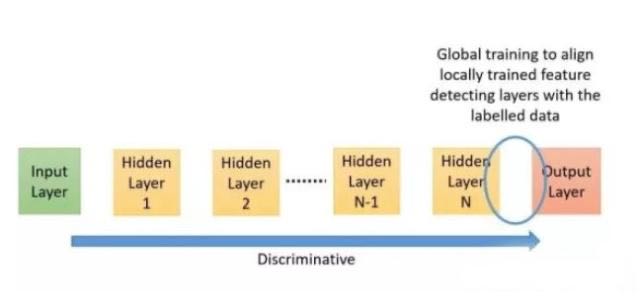 Global training to align
locally trained feature
detecting layers with the
labelled data
Input
Layer
Hidden
Layer
1
Hidden
Layer
2
Hidden
Layer
N-1
Hidden
Layer
N
Output
Layer
Discriminative